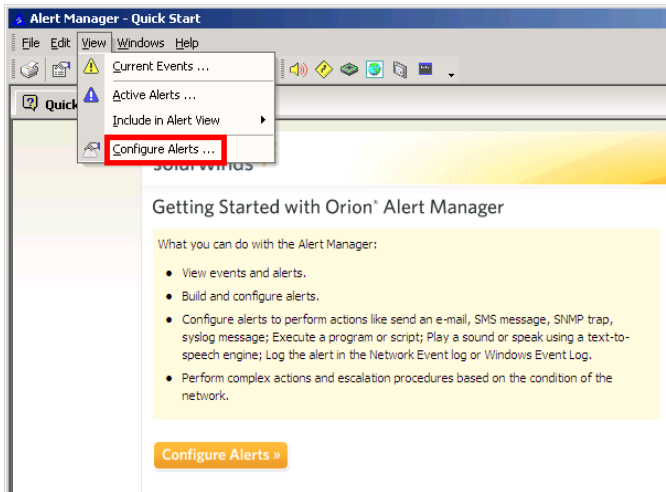 Alert Manager - Quick Start
File Edit View Windows Help
Current Events ...
Quick
Active Alerts ...
Include in Alert View
Configure Alerts ...
solarwinds
Getting Started with Orion® Alert Manager
What you can do with the Alert Manager:
• View events and alerts.
• Build and configure alerts.
• Configure alerts to perform actions like send an e-mail, SMS message, SNMP trap,
syslog message; Execute a program or script; Play a sound or speak using a text-to-
speech engine; Log the alert in the Network Event log or Windows Event Log.
• Perform complex actions and escalation procedures based on the condition of the
network.
Configure Alerts »